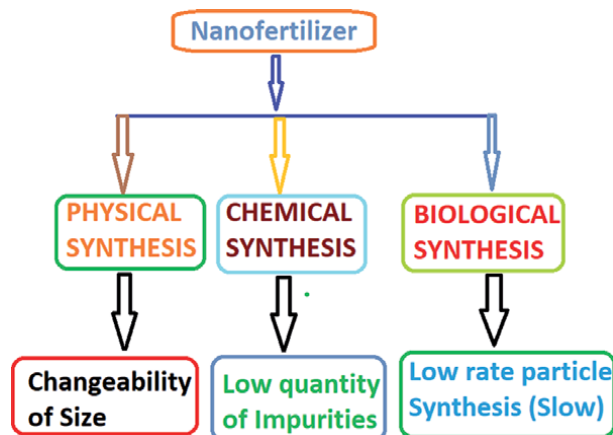 Nanofertilizer
PHYSICAL
SYNTHESIS
CHEMICAL
SYNTHESIS
BIOLOGICAL
SYNTHESIS
Changeability
of Size
Low quantity
of Impurities
Low rate particle
Synthesis (Slow)